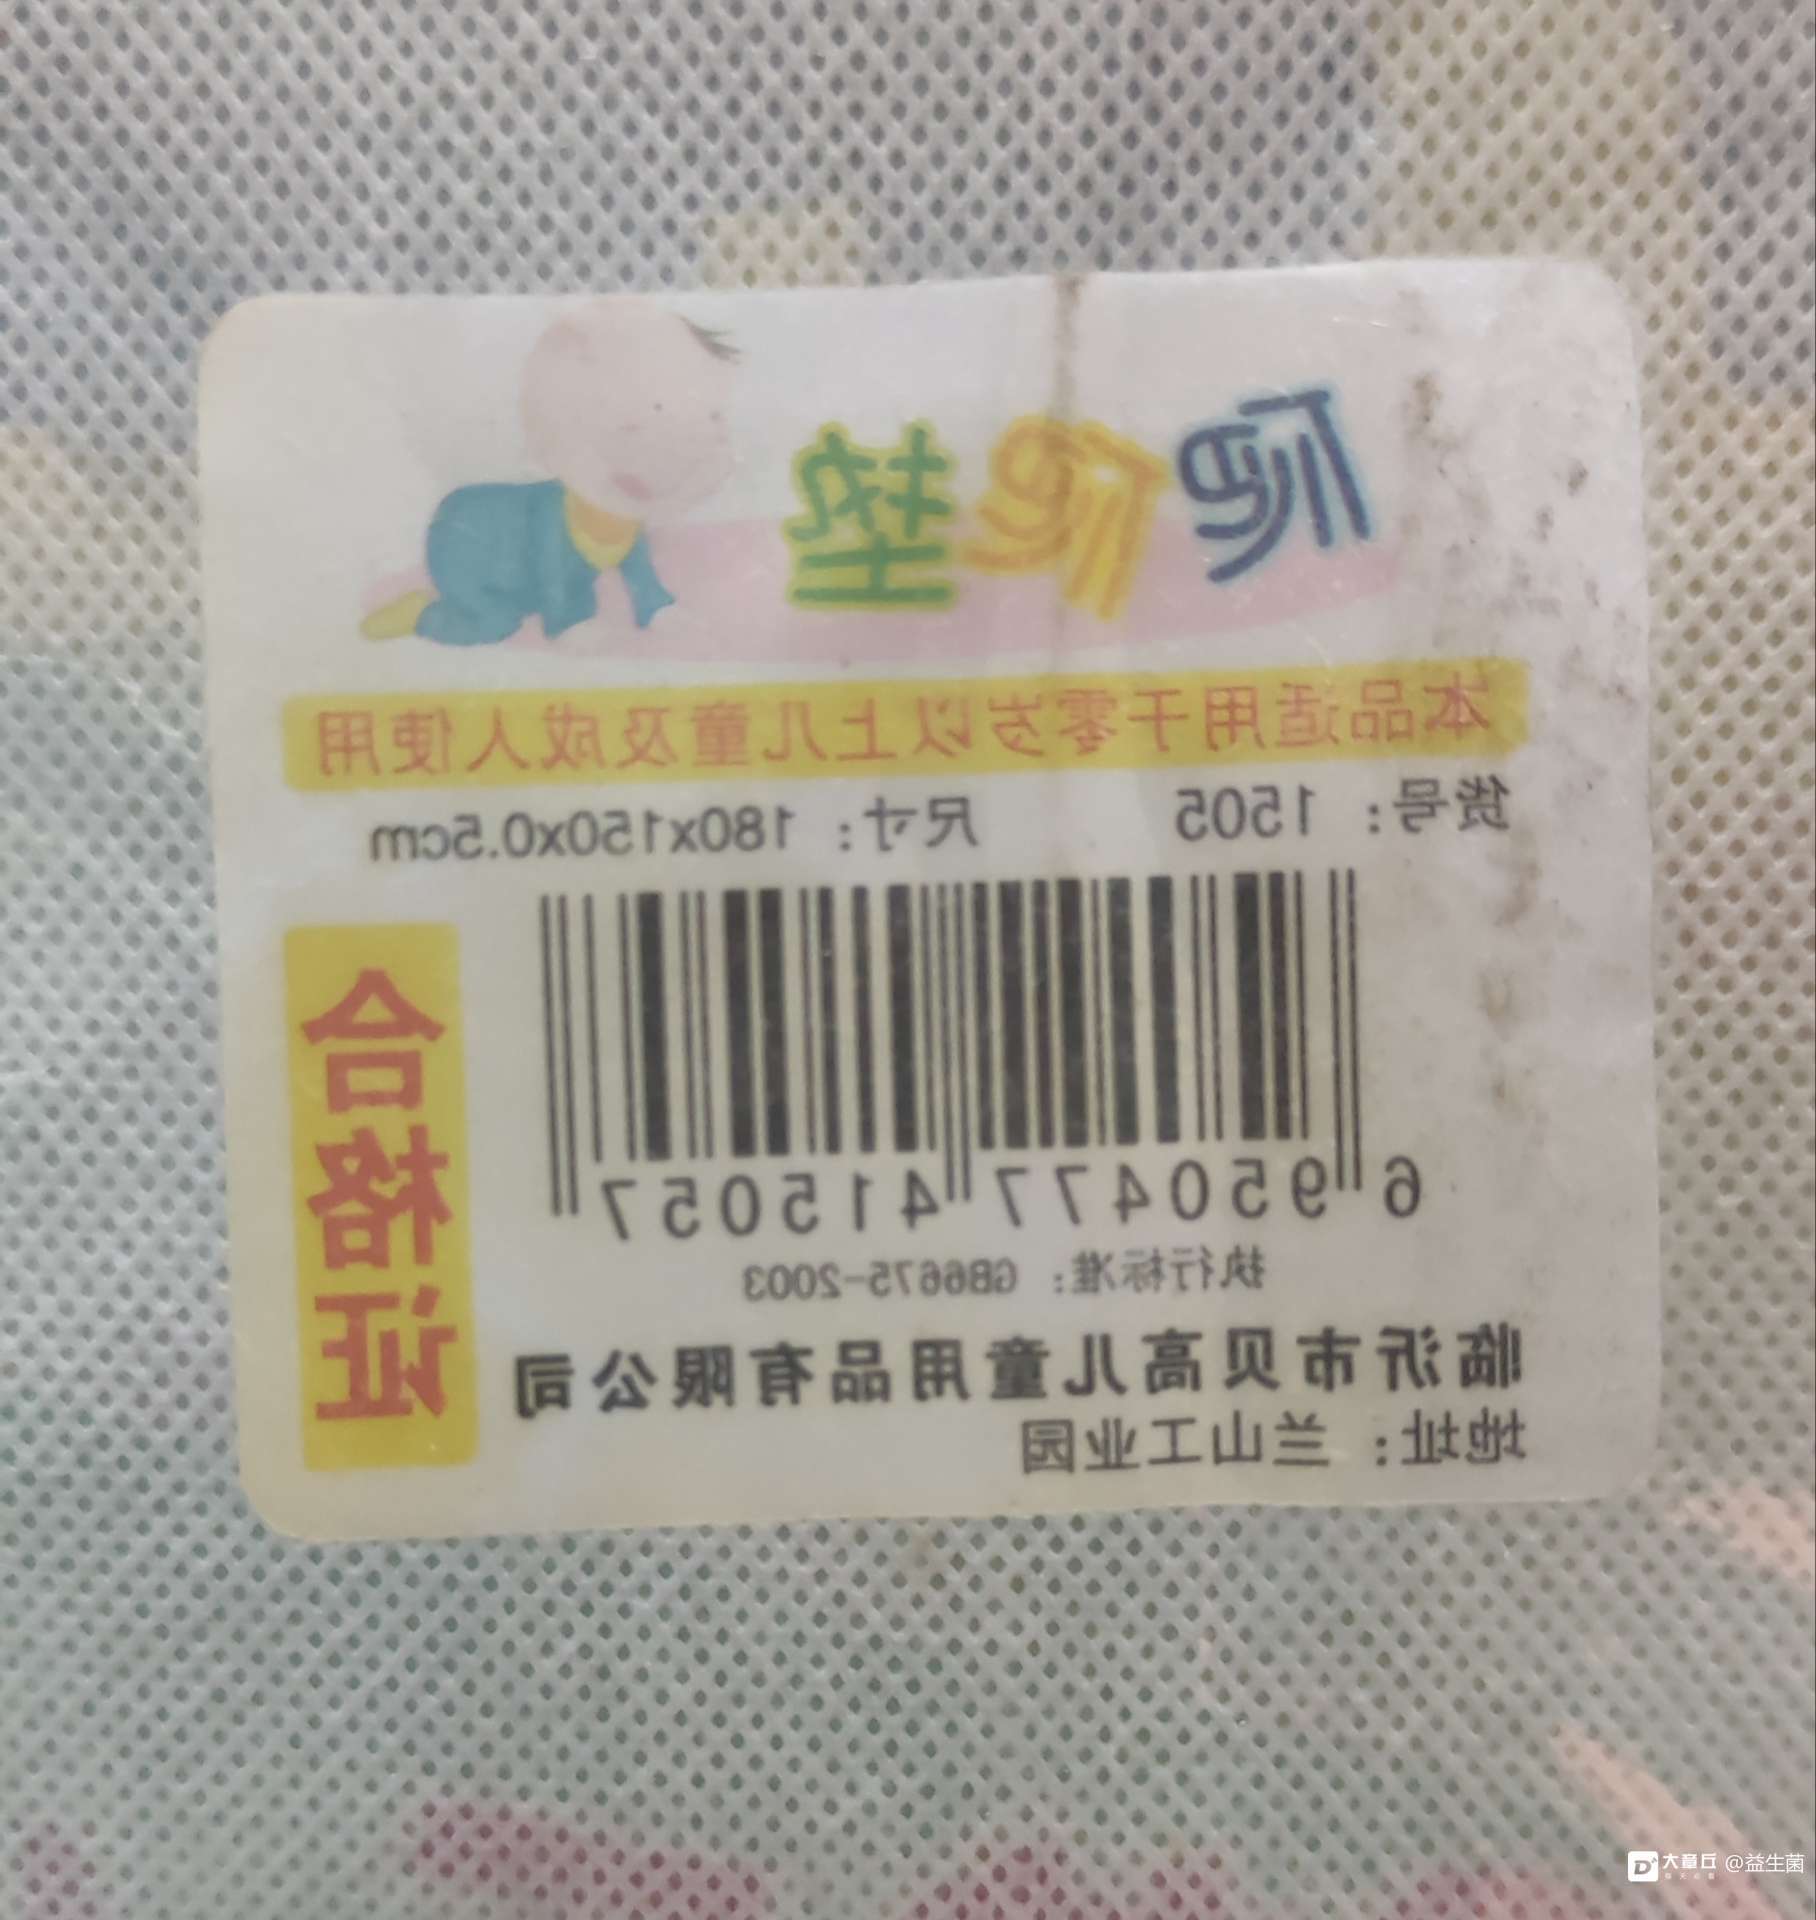 爬爬垫
本品适用于零岁以上儿童及成人使用
货号：1505 尺寸：180x150x0.5cm
6950477415057
合格证
执行标准：GB6675-2003
临沂市贝高儿童用品有限公司
地址：兰山工业园
大章丘 @益生菌